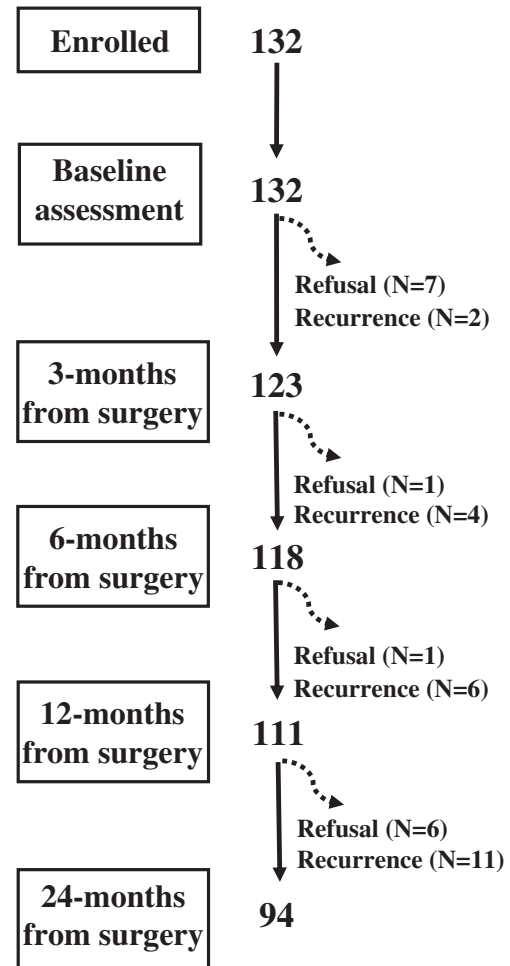 Enrolled
132
Baseline
assessment
132
Refusal (N=7)
Recurrence (N=2)
3-months
from surgery
123
Refusal (N=1)
Recurrence (N=4)
6-months
from surgery
118
Refusal (N=1)
Recurrence (N=6)
12-months
from surgery
111
Refusal (N=6)
Recurrence (N=11)
24-months
from surgery
94